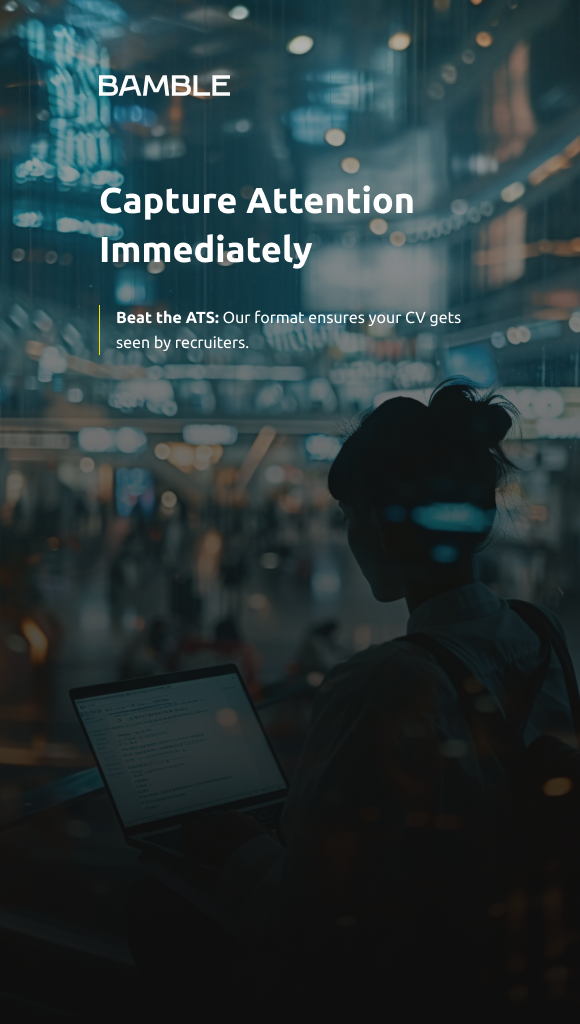 BAMBLE
Capture Attention
Immediately
Beat the ATS: Our format ensures your CV gets
seen by recruiters.